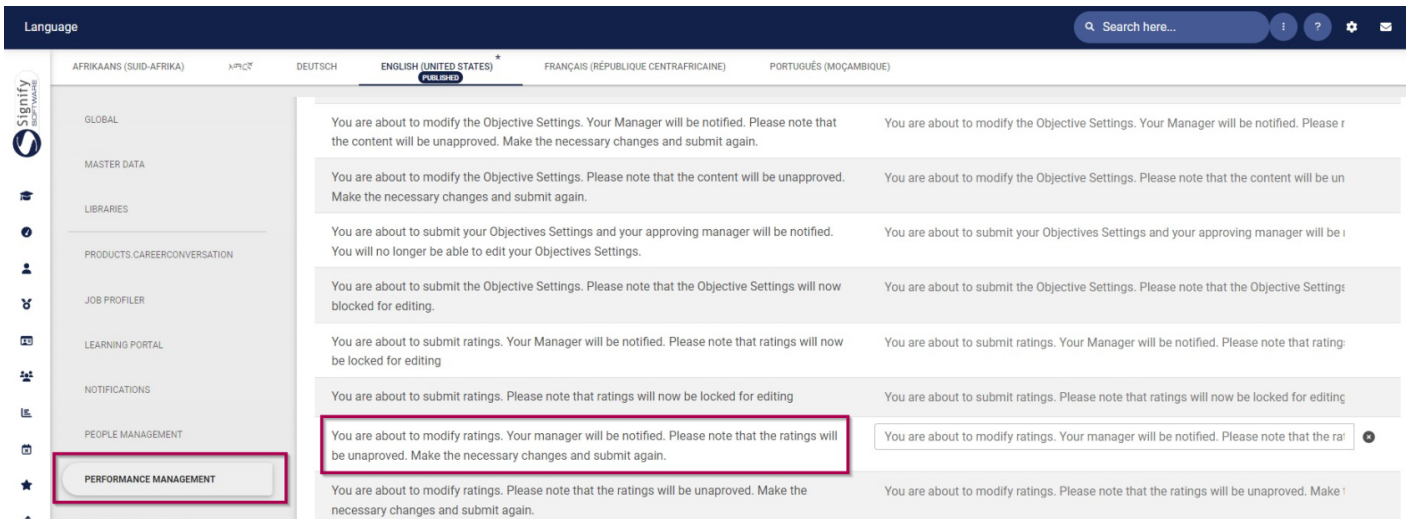 Language
Search here...
AFRIKAANS (SUID-AFRIKA)
አማርኛ
DEUTSCH
ENGLISH (UNITED STATES)
*
PUBLISHED
FRANÇAIS (RÉPUBLIQUE CENTRAFRICAINE)
PORTUGUÊS (MOÇAMBIQUE)
Signify
SOFTWARE
GLOBAL
MASTER DATA
LIBRARIES
PRODUCTS.CAREERCONVERSATION
JOB PROFILER
LEARNING PORTAL
NOTIFICATIONS
PEOPLE MANAGEMENT
PERFORMANCE MANAGEMENT
You are about to modify the Objective Settings. Your Manager will be notified. Please note that
the content will be unapproved. Make the necessary changes and submit again.
You are about to modify the Objective Settings. Your Manager will be notified. Please
You are about to modify the Objective Settings. Please note that the content will be unapproved.
Make the necessary changes and submit again.
You are about to modify the Objective Settings. Please note that the content will be un
You are about to submit your Objectives Settings and your approving manager will be notified.
You will no longer be able to edit your Objectives Settings.
You are about to submit your Objectives Settings and your approving manager will be
You are about to submit the Objective Settings. Please note that the Objective Settings will now
blocked for editing.
You are about to submit the Objective Settings. Please note that the Objective Settings
You are about to submit ratings. Your Manager will be notified. Please note that ratings will now
be locked for editing
You are about to submit ratings. Your Manager will be notified. Please note that rating
You are about to submit ratings. Please note that ratings will now be locked for editing
You are about to submit ratings. Please note that ratings will now be locked for editing
You are about to modify ratings. Your manager will be notified. Please note that the ratings will
be unaproved. Make the necessary changes and submit again.
You are about to modify ratings. Your manager will be notified. Please note that the rat
You are about to modify ratings. Please note that the ratings will be unaproved. Make the
necessary changes and submit again.
You are about to modify ratings. Please note that the ratings will be unaproved. Make